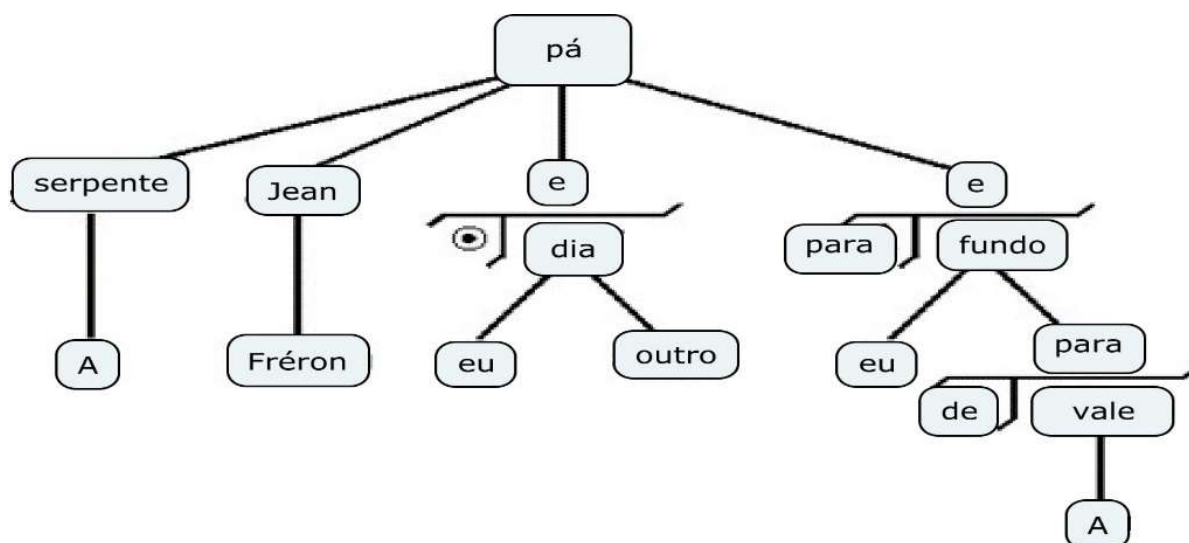 pá
serpente
Jean
e
e
dia
para
fundo
A
Fréron
eu
outro
eu
para
de
vale
A